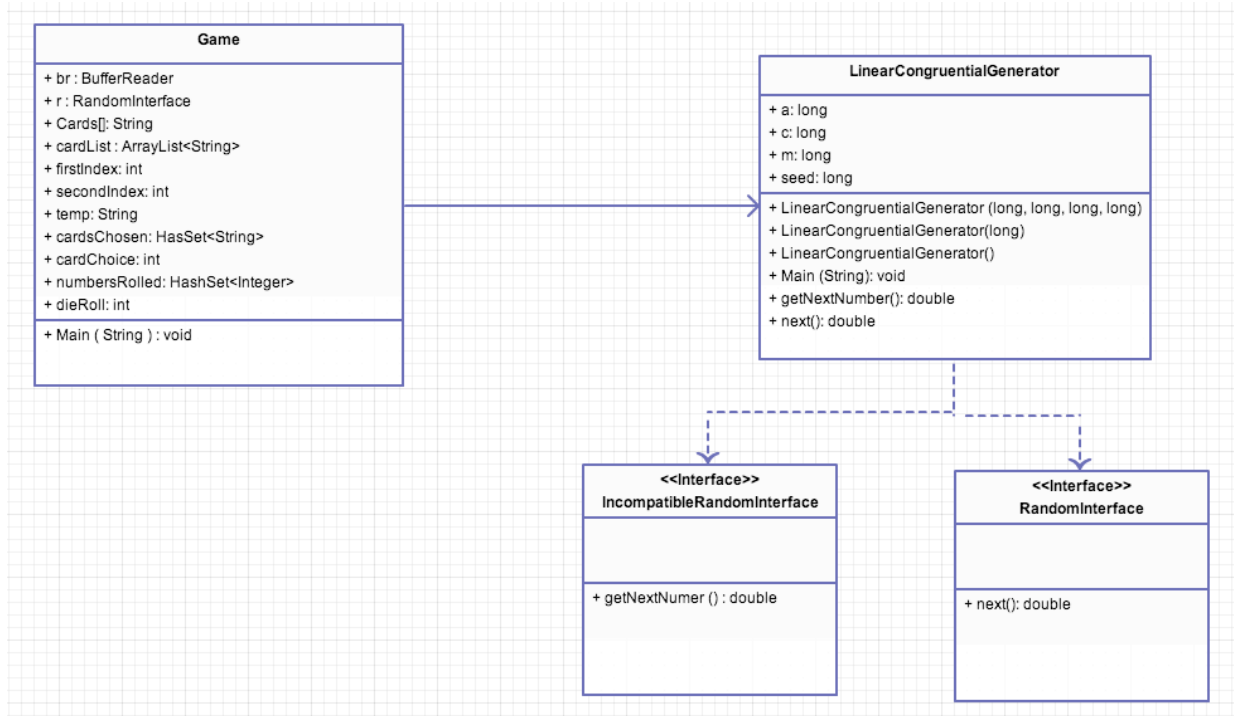 Game
+ br : BufferReader
+ r : RandomInterface
+ Cards[]: String
+ cardList : ArrayList<String>
+ firstIndex: int
+ secondIndex: int
+ temp: String
+ cardsChosen: HasSet<String>
+ cardChoice: int
+ numbersRolled: HashSet<Integer>
+ dieRoll: int
+ Main ( String ) : void
LinearCongruentialGenerator
+ a: long
+ c: long
+ m: long
+ seed: long
+ LinearCongruentialGenerator (long, long, long, long)
+ LinearCongruentialGenerator(long)
+ LinearCongruentialGenerator()
+ Main (String): void
+ getNextNumber(): double
+ next(): double
<<Interface>>
IncompatibleRandomInterface
+ getNextNumer () : double
<<Interface>>
RandomInterface
+ next(): double